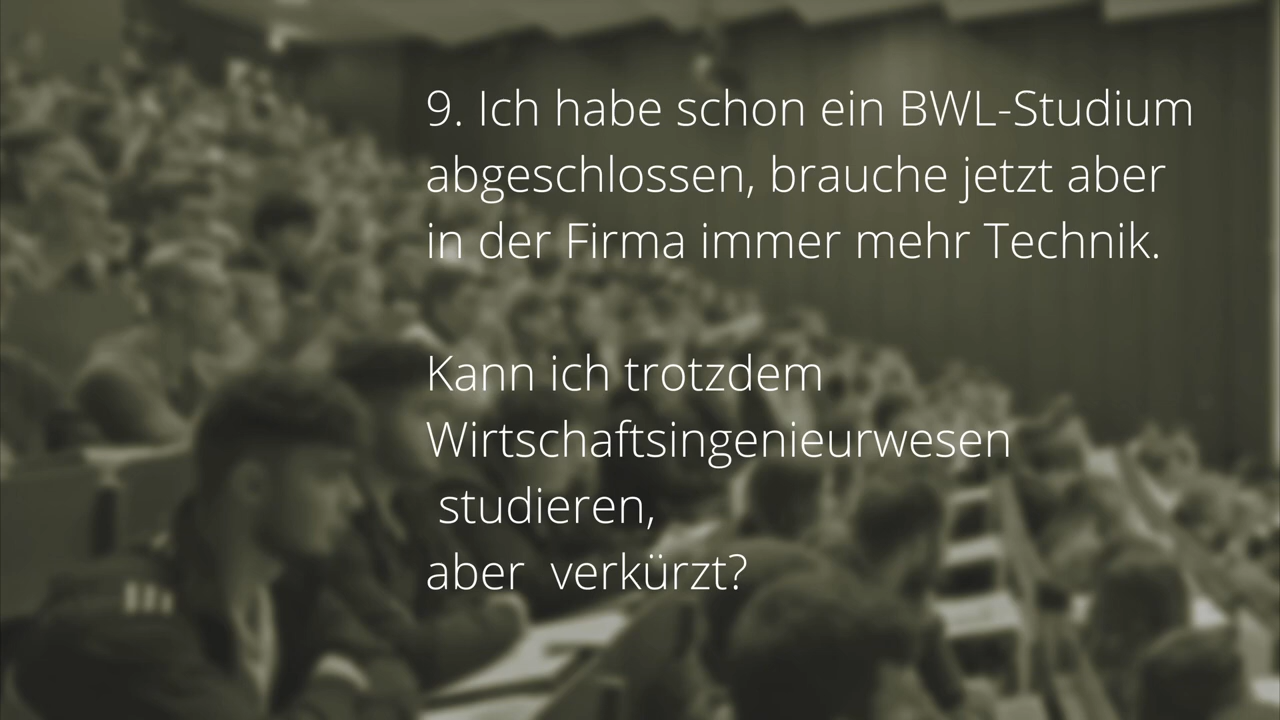 9. Ich habe schon ein BWL-Studium
abgeschlossen, brauche jetzt aber
in der Firma immer mehr Technik.
Kann ich trotzdem
Wirtschaftsingenieurwesen
studieren,
aber verkürzt?